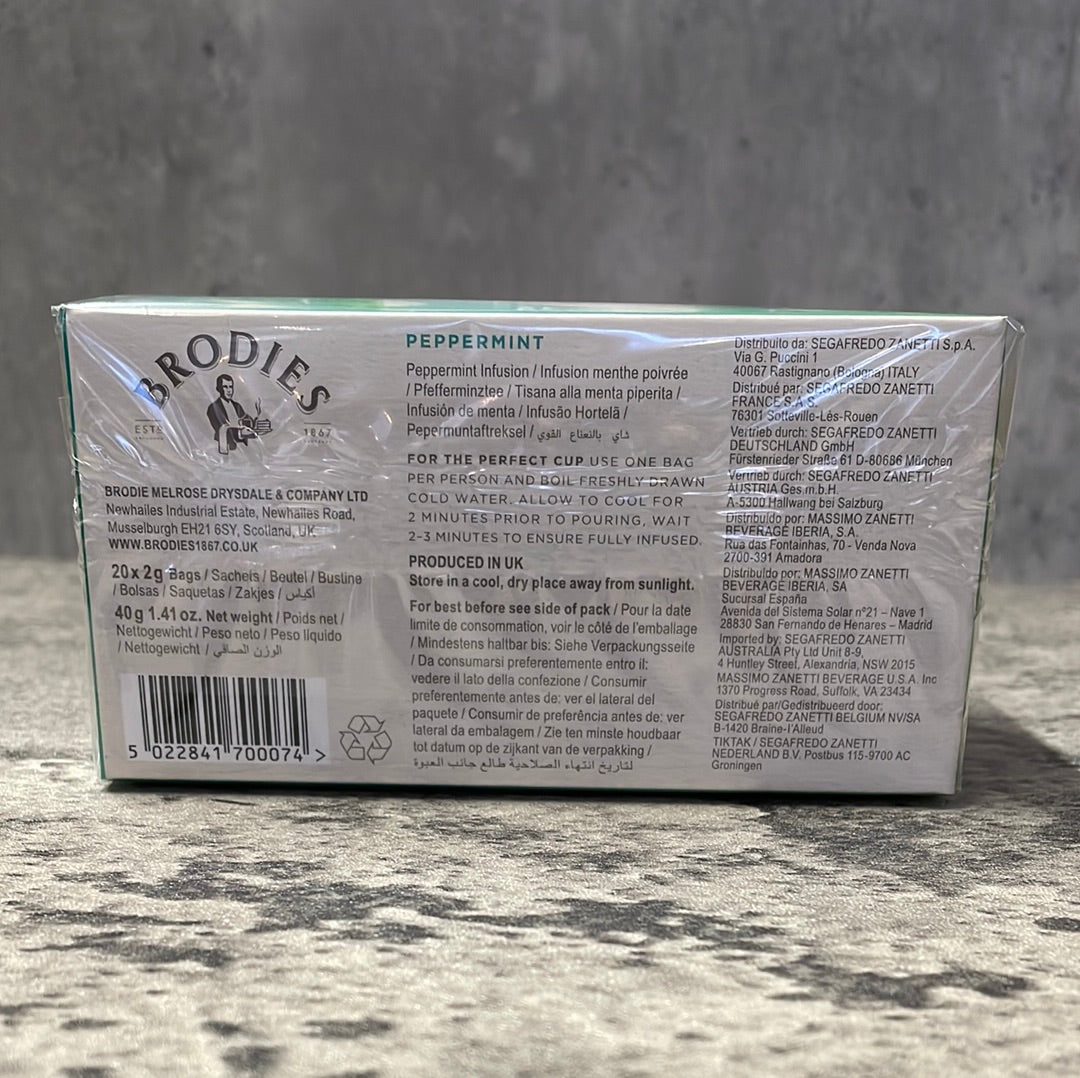 BRODIES
ESTD 1867
BRODIE MELROSE DRYSDALE & COMPANY LTD
Newhailes Industrial Estate, Newhailes Road,
Musselburgh EH21 6SY, Scotland, UK
WWW.BRODIES1867.CO.UK
20 x 2g Bags / Sachets / Beutel / Bustine
/ Bolsas / Saquetas / Zakjes / أكياس
40 g 1.41 oz. Net weight / Poids net /
Nettogewicht / Peso neto / Peso liquido
/ Nettogewicht / الوزن الصافي
5 022841 700074 >
PEPPERMINT
Peppermint Infusion / Infusion menthe poivrée
/ Pfefferminztee / Tisana alla menta piperita /
Infusión de menta / Infusão Hortelã /
Pepermuntaftreksel / شاي بالنعناع القوي
FOR THE PERFECT CUP USE ONE BAG
PER PERSON AND BOIL FRESHLY DRAWN
COLD WATER. ALLOW TO COOL FOR
2 MINUTES PRIOR TO POURING, WAIT
2-3 MINUTES TO ENSURE FULLY INFUSED.
PRODUCED IN UK
Store in a cool, dry place away from sunlight.
For best before see side of pack / Pour la date
limite de consommation, voir le côté de l'emballage
/ Mindestens haltbar bis: Siehe Verpackungsseite
/ Da consumarsi preferentemente entro il:
vedere il lato della confezione / Consumir
preferentemente antes de: ver el lateral del
paquete / Consumir de preferência antes de: ver
lateral da embalagem / Zie ten minste houdbaar
tot datum op de zijkant van de verpakking /
لتاريخ انتهاء الصلاحية طالع جانب العبوة
Distribuito da: SEGAFREDO ZANETTI S.p.A.
Via G. Puccini 1
40067 Rastignano (Bologna) ITALY
Distribué par: SEGAFREDO ZANETTI
FRANCE S.A.S.
76301 Sotteville-Lés-Rouen
Vertrieb durch: SEGAFREDO ZANETTI
DEUTSCHLAND GmbH
Fürstenrieder Straße 61 D-80686 München
Vertrieb durch: SEGAFREDO ZANETTI
AUSTRIA Ges.m.b.H.
A-5300 Hallwang bei Salzburg
Distribuído por: MASSIMO ZANETTI
BEVERAGE IBERIA, S.A.
Rua das Fontainhas, 70 - Venda Nova
2700-391 Amadora
Distribuido por: MASSIMO ZANETTI
BEVERAGE IBERIA, SA
Sucursal España
Avenida del Sistema Solar nº21 – Nave 1
28830 San Fernando de Henares – Madrid
Imported by: SEGAFREDO ZANETTI
AUSTRALIA Pty Ltd Unit 8-9,
4 Huntley Street, Alexandria, NSW 2015
MASSIMO ZANETTI BEVERAGE U.S.A. Inc
1370 Progress Road, Suffolk, VA 23434
Distribué par/Gedistribueerd door:
SEGAFREDO ZANETTI BELGIUM NV/SA
B-1420 Braine-l'Alleud
TIKTAK / SEGAFREDO ZANETTI
NEDERLAND B.V. Postbus 115-9700 AC
Groningen